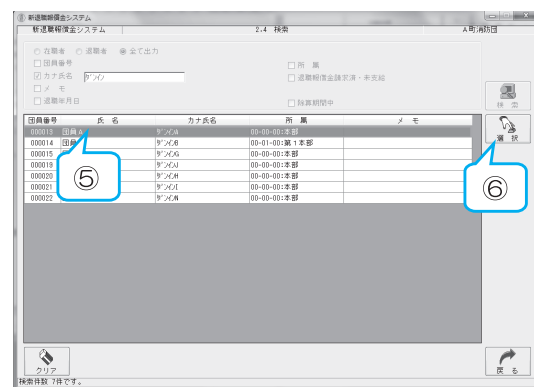 新退職報償金システム
新退職報償金システム 2.4 検索 A町消防団
在職者 退職者 全て出力
団員番号 所 属
カナ氏名 ﾀﾞﾝｲﾝ 退職報償金請求済・未支給
メ モ
退職年月日 除算期間中
検 索
団員番号 氏 名 カナ氏名 所 属 メ モ
000013 団員A ﾀﾞﾝｲﾝA 00-00-00:本部
選 択
000014 団員 ﾀﾞﾝｲﾝB 00-01-00:第１本部
000015 ﾀﾞﾝｲﾝG 00-00-00:本部
000019 ﾀﾞﾝｲﾝJ 00-00-00:本部
000020 ﾀﾞﾝｲﾝH 00-00-00:本部
000021 ﾀﾞﾝｲﾝI 00-00-00:本部
000022 ﾀﾞﾝｲﾝN 00-00-00:本部
⑤
⑥
クリア
戻 る
検索件数 7件です。